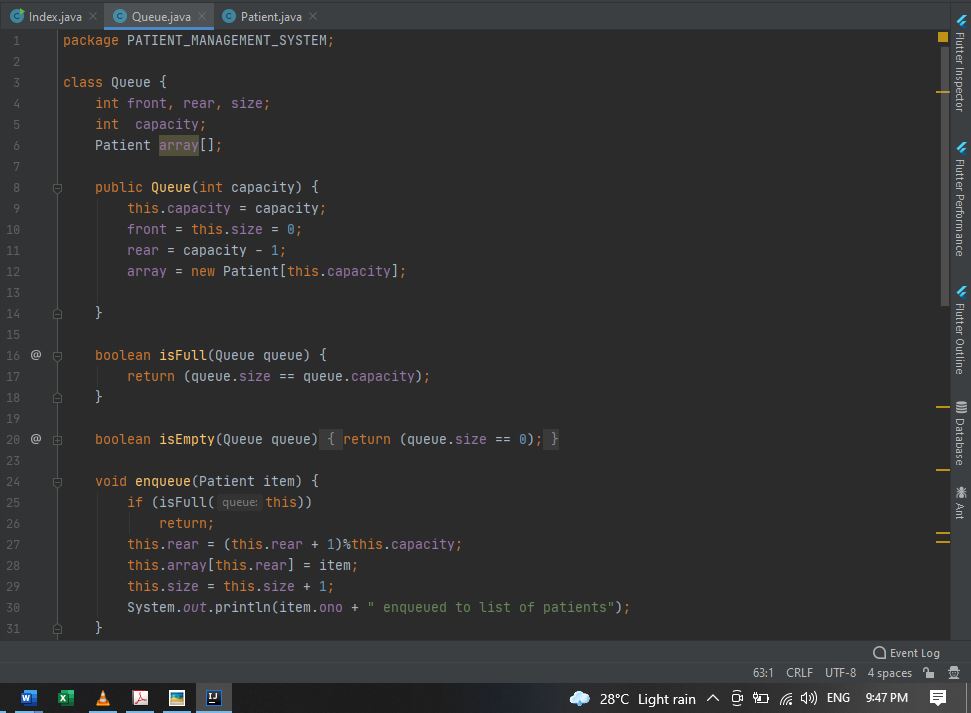 Index.java
Queue.java
Patient.java
1 package PATIENT_MANAGEMENT_SYSTEM;
2
3 class Queue {
4 int front, rear, size;
5 int  capacity;
6 Patient array[];
7
8 public Queue(int capacity) {
9 this.capacity = capacity;
10 front = this.size = 0;
11 rear = capacity - 1;
12 array = new Patient[this.capacity];
13
14 }
15
16 @ boolean isFull(Queue queue) {
17 return (queue.size == queue.capacity);
18 }
19
20 @ boolean isEmpty(Queue queue) { return (queue.size == 0); }
23
24 void enqueue(Patient item) {
25 if (isFull( queue: this))
26 return;
27 this.rear = (this.rear + 1)%this.capacity;
28 this.array[this.rear] = item;
29 this.size = this.size + 1;
30 System.out.println(item.ono + " enqueued to list of patients");
31 }
Flutter Inspector
Flutter Performance
Flutter Outline
Database
Ant
Event Log
63:1 CRLF UTF-8 4 spaces
28°C Light rain ENG 9:47 PM